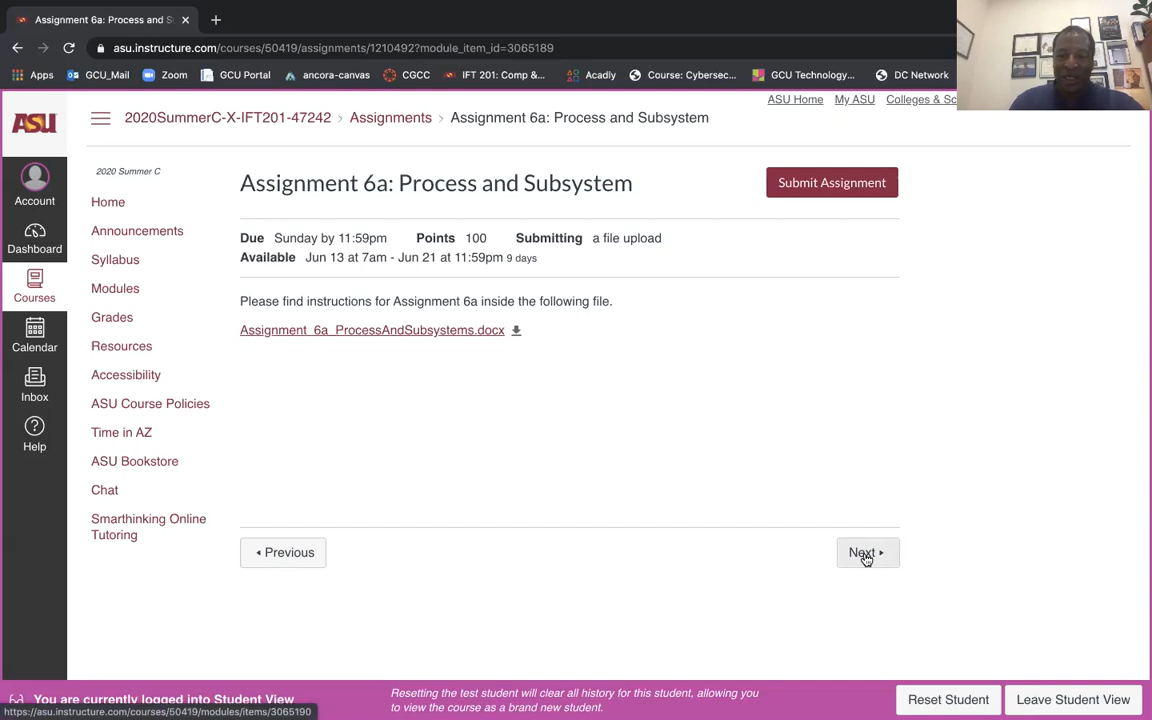 Assignment 6a: Process and S
asu.instructure.com/courses/50419/assignments/1210492?module_item_id=3065189
Apps GCU_Mail Zoom GCU Portal ancora-canvas CGCC IFT 201: Comp &... Acadly Course: Cybersec... GCU Technology... DC Network
ASU Home My ASU Colleges & Sc
ASU
2020SummerC-X-IFT201-47242 › Assignments › Assignment 6a: Process and Subsystem
Account
Dashboard
Courses
Calendar
Inbox
Help
2020 Summer C
Home
Announcements
Syllabus
Modules
Grades
Resources
Accessibility
ASU Course Policies
Time in AZ
ASU Bookstore
Chat
Smarthinking Online
Tutoring
Assignment 6a: Process and Subsystem
Submit Assignment
Due Sunday by 11:59pm Points 100 Submitting a file upload
Available Jun 13 at 7am - Jun 21 at 11:59pm 9 days
Please find instructions for Assignment 6a inside the following file.
Assignment_6a_ProcessAndSubsystems.docx
Previous
Next
You are currently logged into Student View
Resetting the test student will clear all history for this student, allowing you
to view the course as a brand new student.
Reset Student
Leave Student View
https://asu.instructure.com/courses/50419/modules/items/3065190